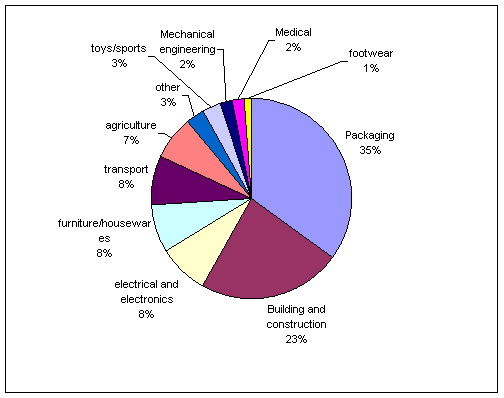 Mechanical
engineering
2%
Medical
2%
footwear
1%
toys/sports
3%
other
3%
agriculture
7%
transport
8%
furniture/housewar
es
8%
electrical and
electronics
8%
Building and
construction
23%
Packaging
35%